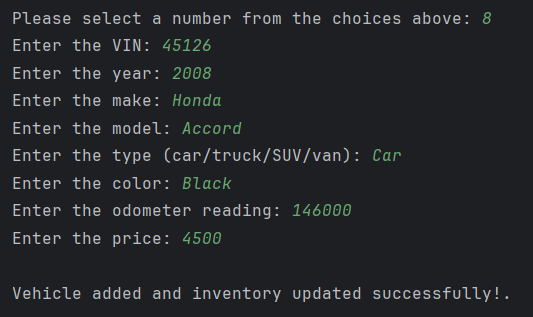 Please select a number from the choices above: 8
Enter the VIN: 45126
Enter the year: 2008
Enter the make: Honda
Enter the model: Accord
Enter the type (car/truck/SUV/van): Car
Enter the color: Black
Enter the odometer reading: 146000
Enter the price: 4500
Vehicle added and inventory updated successfully!.